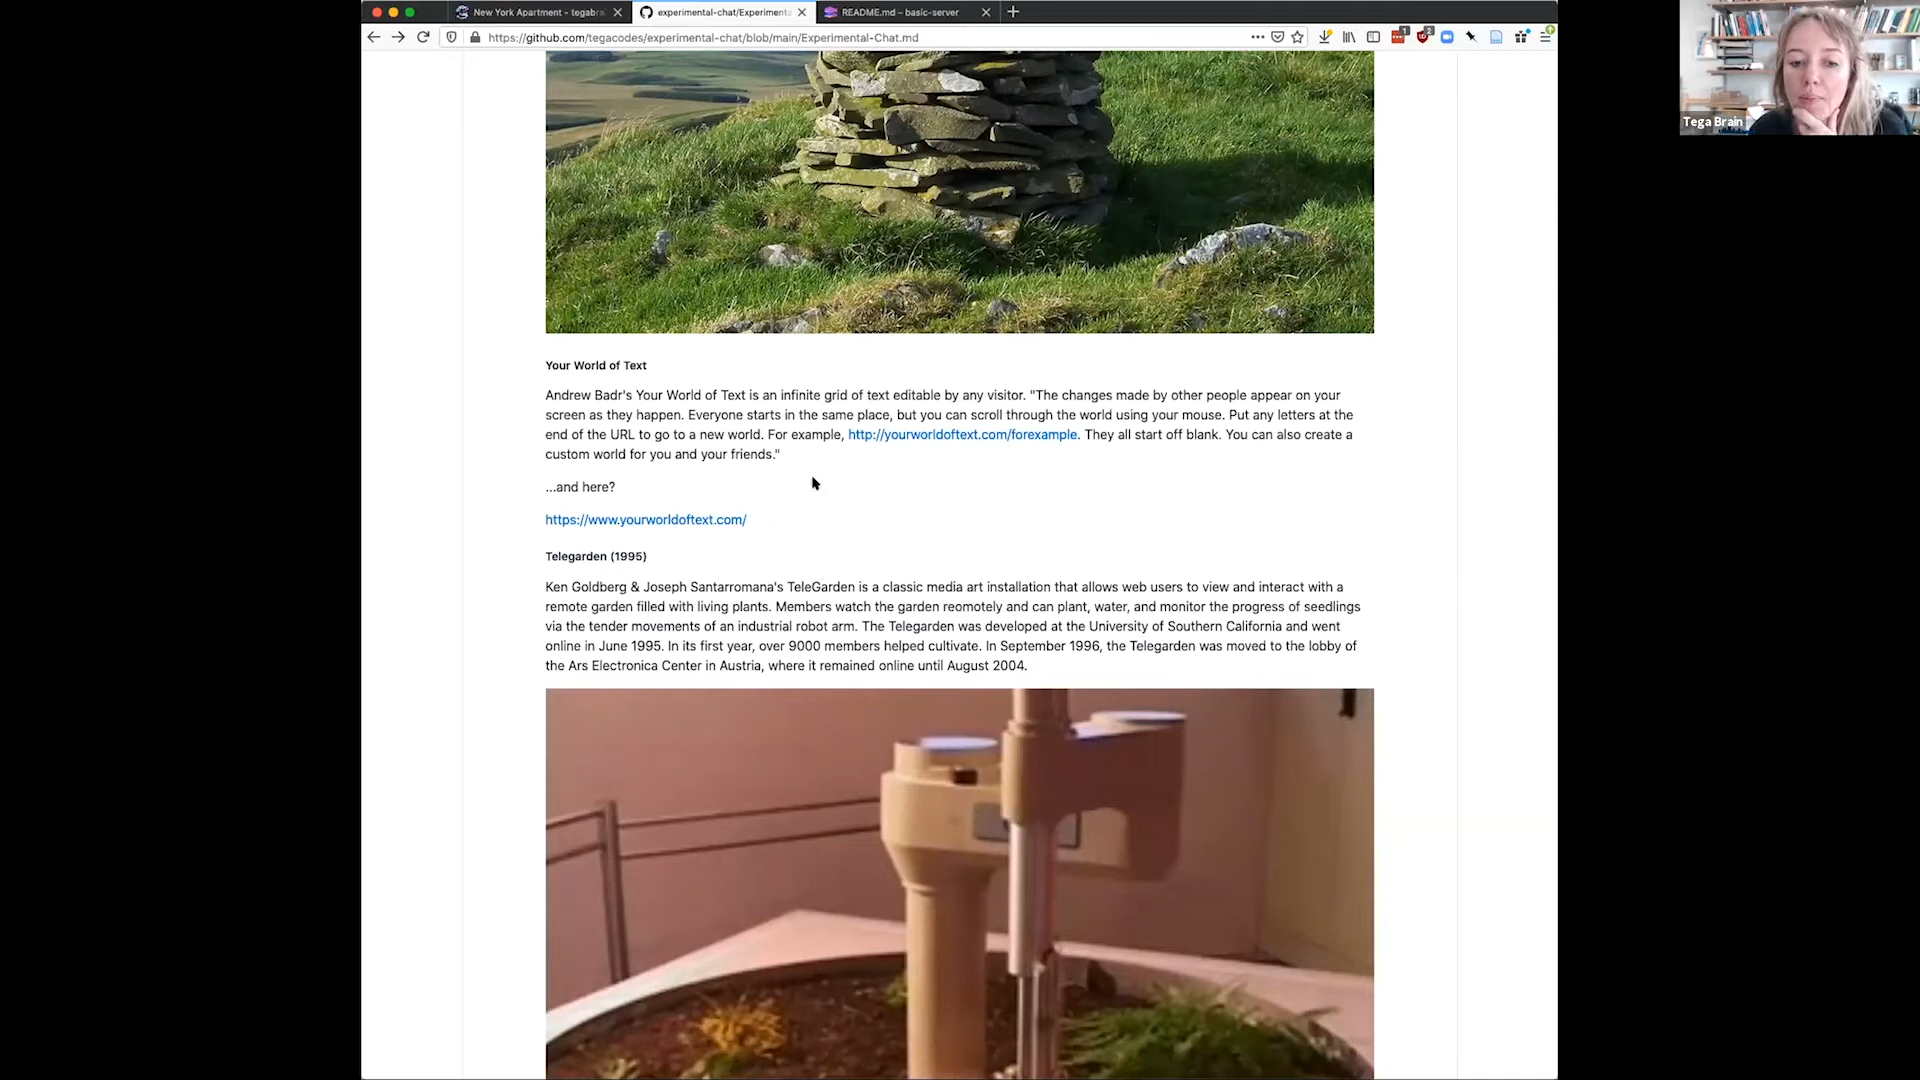 New York Apartment - tegabra
experimental-chat/Experimenta
README.md – basic-server
https://github.com/tegacodes/experimental-chat/blob/main/Experimental-Chat.md
Tega Brain
Your World of Text
Andrew Badr's Your World of Text is an infinite grid of text editable by any visitor. "The changes made by other people appear on your
screen as they happen. Everyone starts in the same place, but you can scroll through the world using your mouse. Put any letters at the
end of the URL to go to a new world. For example, http://yourworldoftext.com/forexample. They all start off blank. You can also create a
custom world for you and your friends."
...and here?
https://www.yourworldoftext.com/
Telegarden (1995)
Ken Goldberg & Joseph Santarromana's TeleGarden is a classic media art installation that allows web users to view and interact with a
remote garden filled with living plants. Members watch the garden reomotely and can plant, water, and monitor the progress of seedlings
via the tender movements of an industrial robot arm. The Telegarden was developed at the University of Southern California and went
online in June 1995. In its first year, over 9000 members helped cultivate. In September 1996, the Telegarden was moved to the lobby of
the Ars Electronica Center in Austria, where it remained online until August 2004.